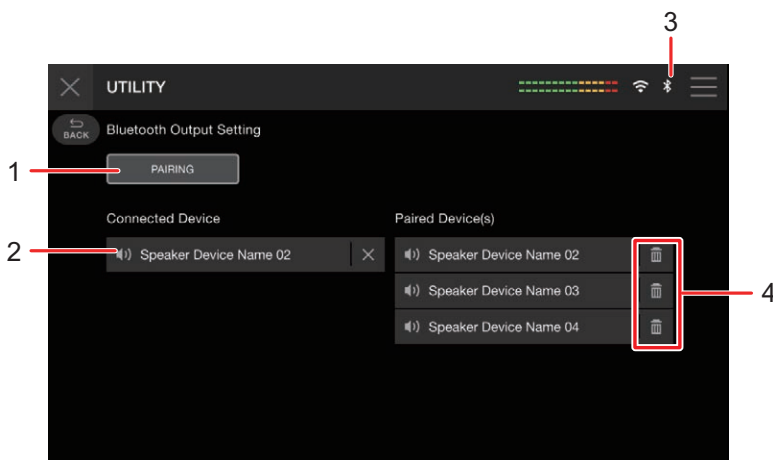 3
UTILITY
BACK
Bluetooth Output Setting
1
PAIRING
Connected Device
Paired Device(s)
2
Speaker Device Name 02
Speaker Device Name 02
Speaker Device Name 03
4
Speaker Device Name 04